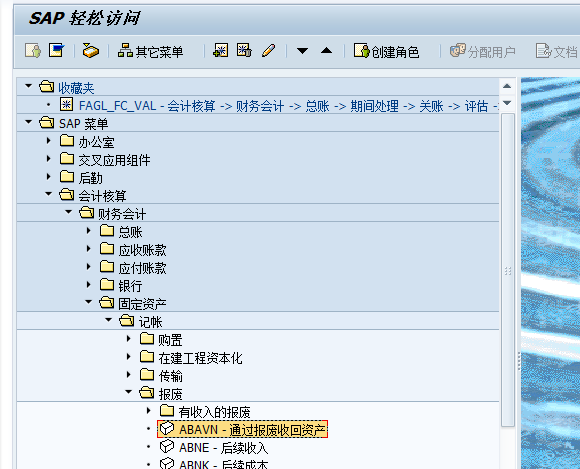 SAP 轻松访问
其它菜单 创建角色 分配用户 文档
收藏夹
FAGL_FC_VAL - 会计核算 -> 财务会计 -> 总账 -> 期间处理 -> 关账 -> 评估 -
SAP 菜单
办公室
交叉应用组件
后勤
会计核算
财务会计
总账
应收账款
应付账款
银行
固定资产
记帐
购置
在建工程资本化
传输
报废
有收入的报废
ABAVN - 通过报废收回资产
ABNE - 后续收入
ABNK - 后续成本